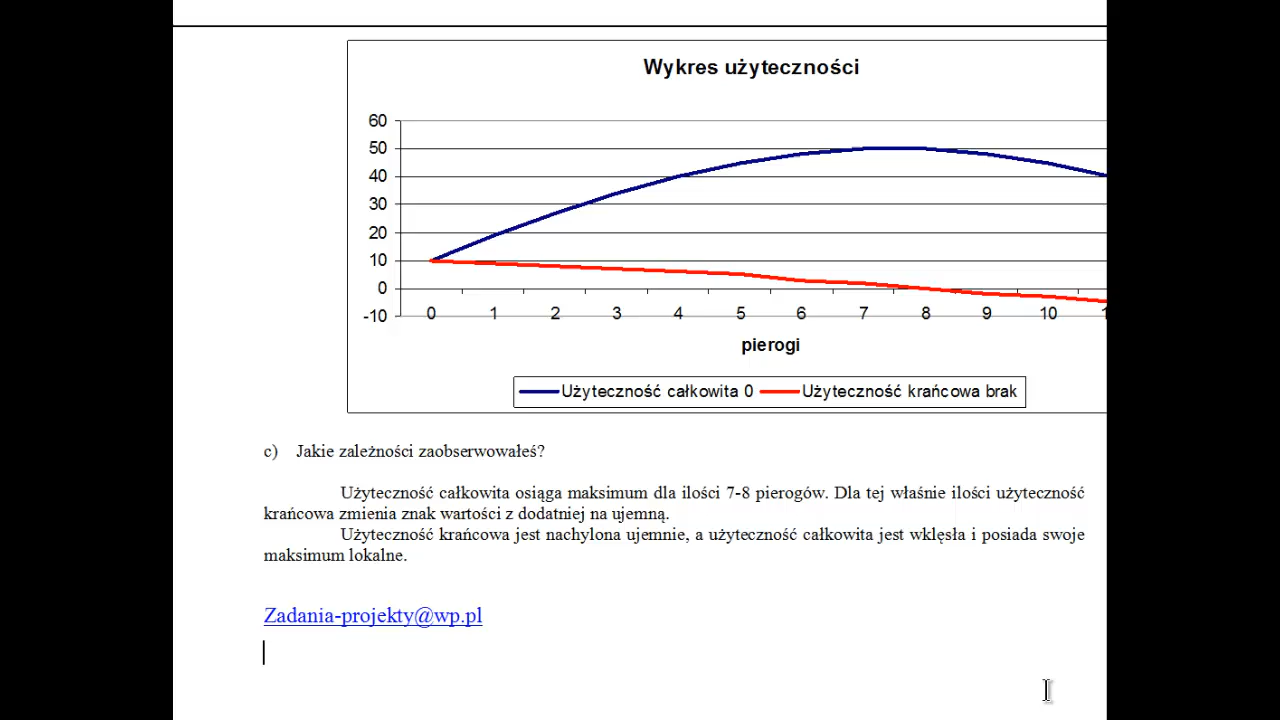 Wykres użyteczności
60
50
40
30
20
10
0
-10
0 1 2 3 4 5 6 7 8 9 10
pierogi
Użyteczność całkowita 0 Użyteczność krańcowa brak
c) Jakie zależności zaobserwowałeś?
Użyteczność całkowita osiąga maksimum dla ilości 7-8 pierogów. Dla tej właśnie ilości użyteczność
krańcowa zmienia znak wartości z dodatniej na ujemną.
Użyteczność krańcowa jest nachylona ujemnie, a użyteczność całkowita jest wklęsła i posiada swoje
maksimum lokalne.
Zadania-projekty@wp.pl